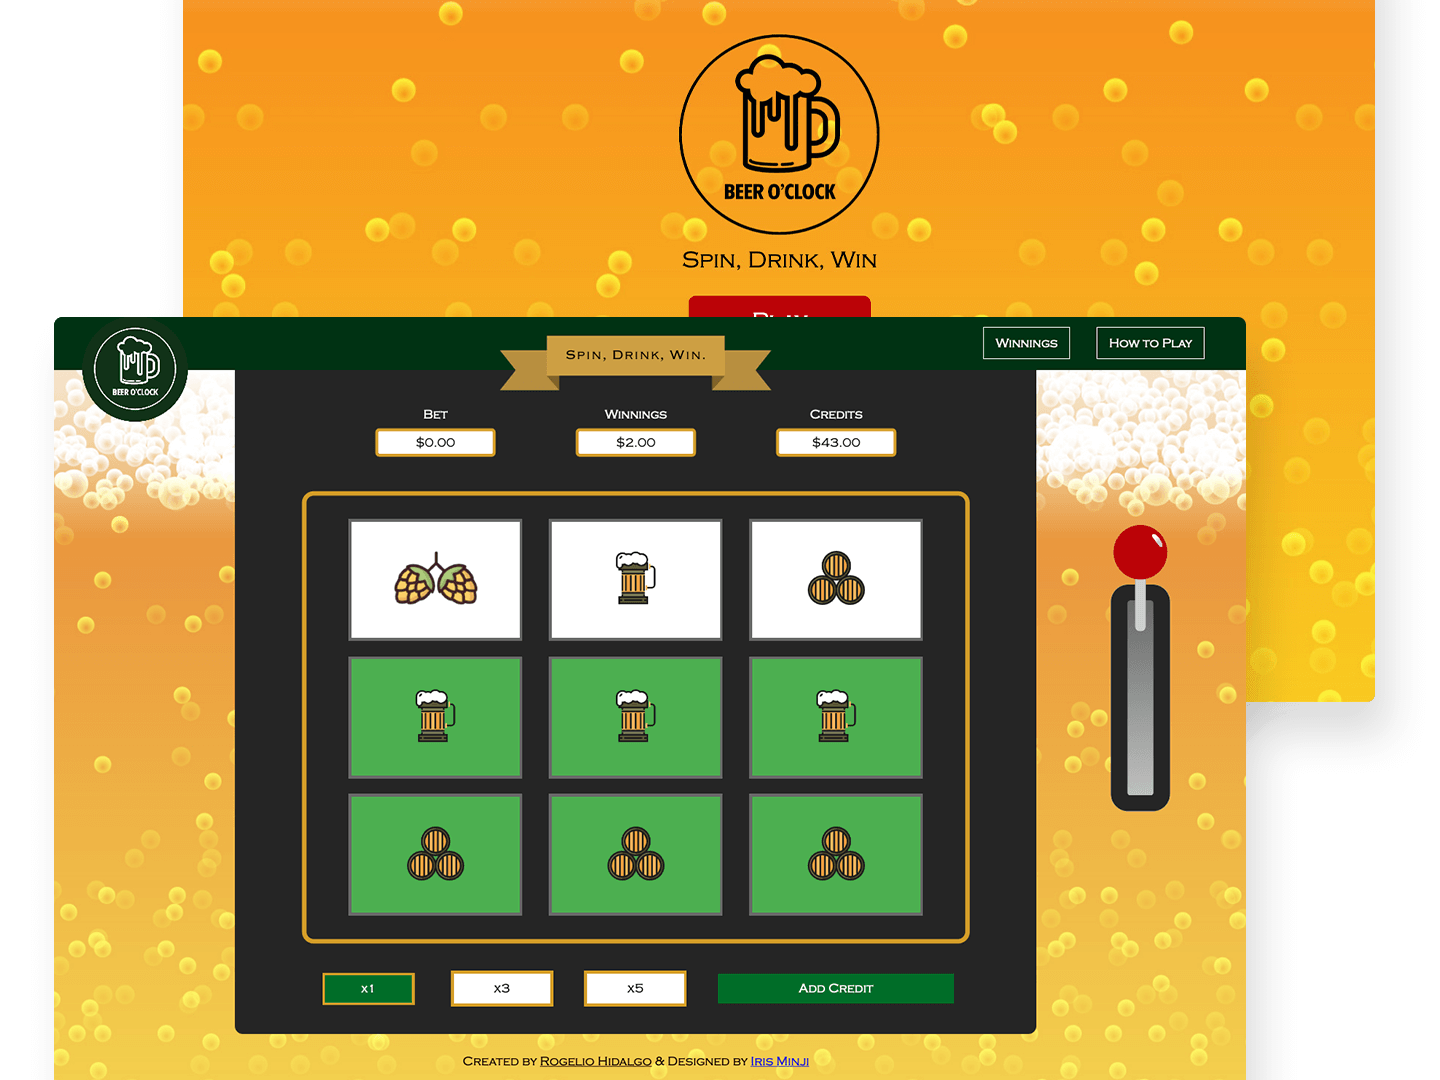 BEER O'CLOCK
Spin, Drink, Win
Play
BEER O'CLOCK
Spin, Drink, Win.
Winnings
How to Play
Bet
Winnings
Credits
$0.00
$2.00
$43.00
x1
x3
x5
Add Credit
Created by Rogelio Hidalgo & Designed by Iris Minji